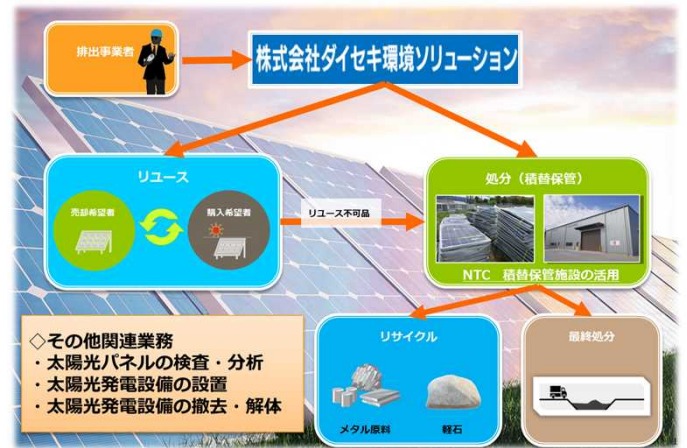 排出事業者
株式会社ダイセキ環境ソリューション
リユース
売却希望者
購入希望者
リユース不可品
処分（積替保管）
NTC　積替保管施設の活用
◇その他関連業務
・太陽光パネルの検査・分析
・太陽光発電設備の設置
・太陽光発電設備の撤去・解体
リサイクル
メタル原料
軽石
最終処分